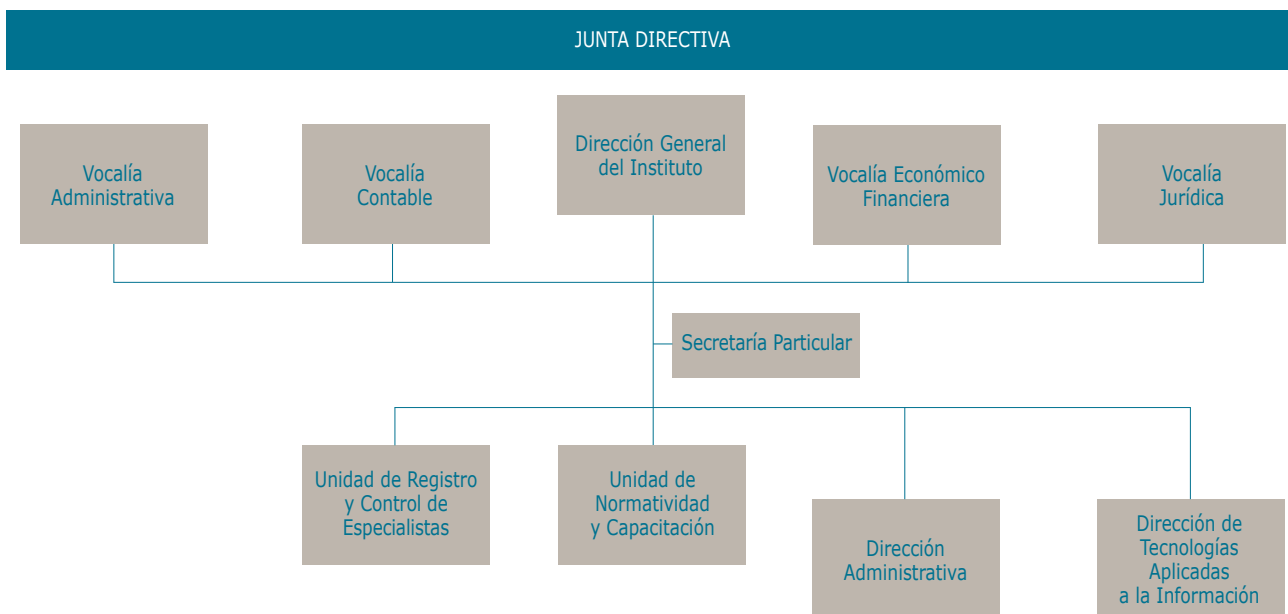 JUNTA DIRECTIVA
Vocalía
Administrativa
Vocalía
Contable
Dirección General
del Instituto
Vocalía Económico
Financiera
Vocalía
Jurídica
Secretaría Particular
Unidad de Registro
y Control de
Especialistas
Unidad de
Normatividad
y Capacitación
Dirección
Administrativa
Dirección de
Tecnologías
Aplicadas
a la Información